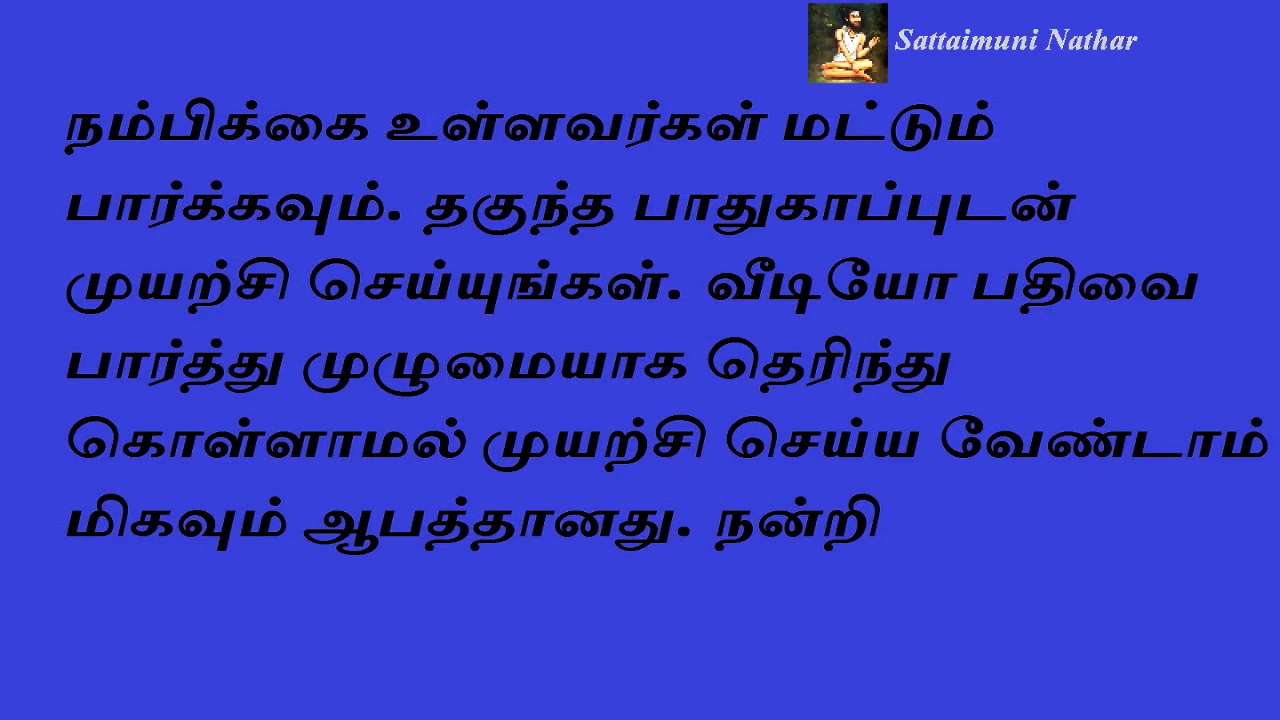 Sattaimuni Nathar
நம்பிக்கை உள்ளவர்கள் மட்டும்
பார்க்கவும். தகுந்த பாதுகாப்புடன்
முயற்சி செய்யுங்கள். வீடியோ பதிவை
பார்த்து முழுமையாக தெரிந்து
கொள்ளாமல் முயற்சி செய்ய வேண்டாம்
மிகவும் ஆபத்தானது. நன்றி